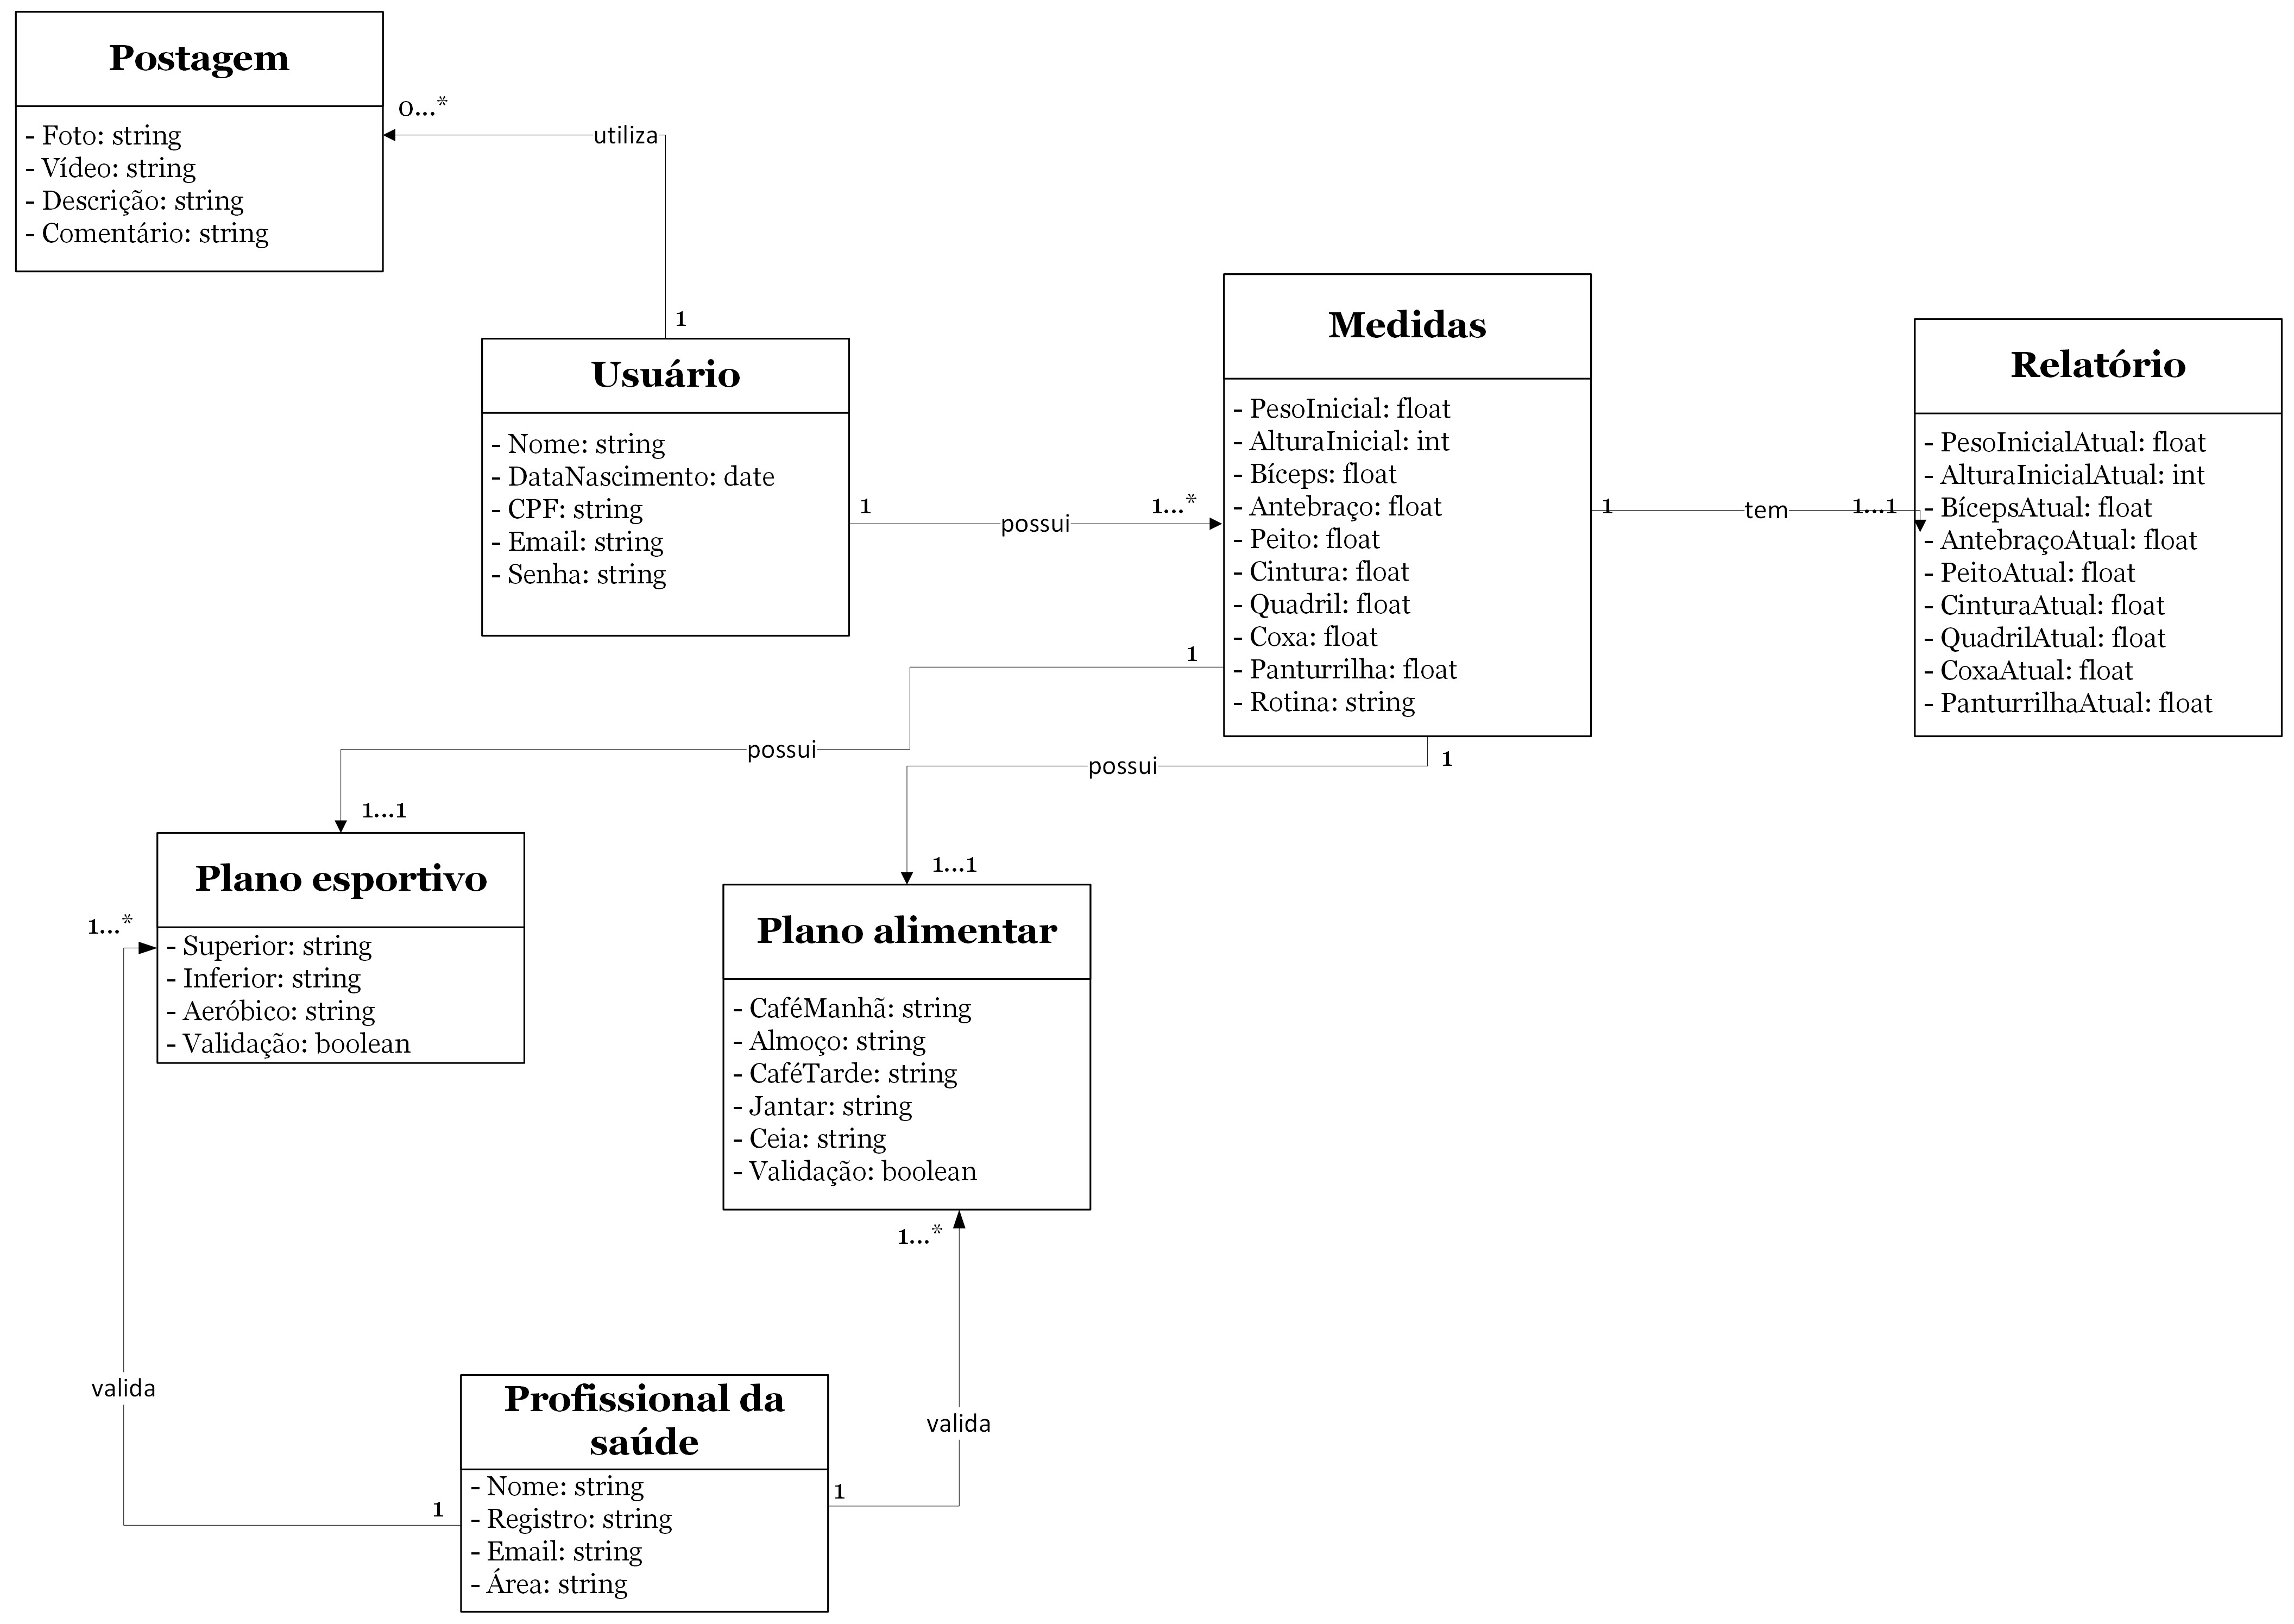 Postagem
- Foto: string
- Vídeo: string
- Descrição: string
- Comentário: string
0...*
utiliza
1
Usuário
- Nome: string
- DataNascimento: date
- CPF: string
- Email: string
- Senha: string
1
possui
1...*
Medidas
- PesoInicial: float
- AlturaInicial: int
- Bíceps: float
- Antebraço: float
- Peito: float
- Cintura: float
- Quadril: float
- Coxa: float
- Panturrilha: float
- Rotina: string
1
tem
1...1
Relatório
- PesoInicialAtual: float
- AlturaInicialAtual: int
- BícepsAtual: float
- AntebraçoAtual: float
- PeitoAtual: float
- CinturaAtual: float
- QuadrilAtual: float
- CoxaAtual: float
- PanturrilhaAtual: float
1
possui
1...1
1
possui
1...1
Plano esportivo
- Superior: string
- Inferior: string
- Aeróbico: string
- Validação: boolean
1...*
Plano alimentar
- CaféManhã: string
- Almoço: string
- CaféTarde: string
- Jantar: string
- Ceia: string
- Validação: boolean
1...*
valida
valida
Profissional da
saúde
- Nome: string
- Registro: string
- Email: string
- Área: string
1
1